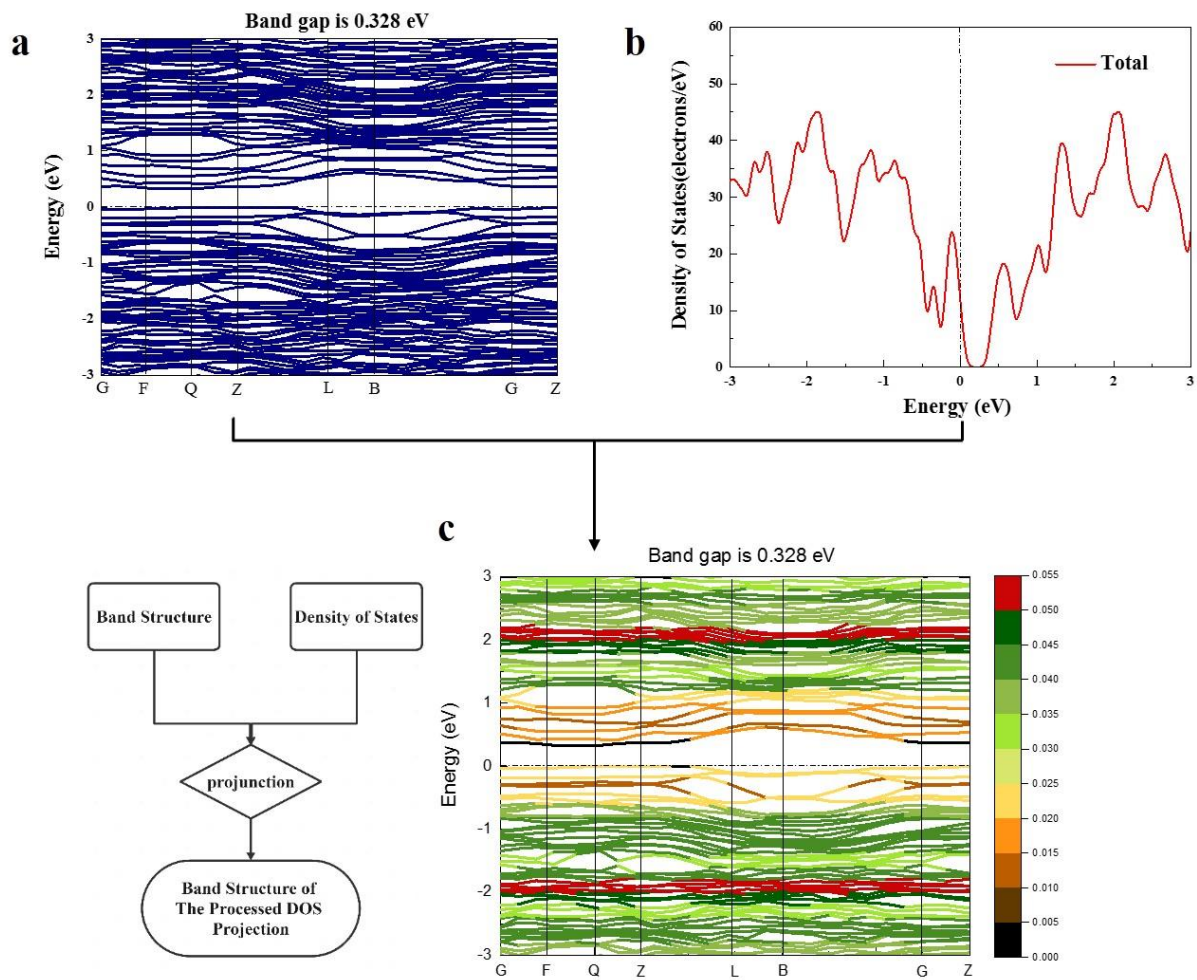 a
Band gap is 0.328 eV
3
2
1
0
-1
-2
-3
Energy (eV)
G F Q Z L B G Z
b
60
50
40
30
20
10
0
Density of States(electrons/eV)
Total
-3 -2 -1 0 1 2 3
Energy (eV)
c
Band gap is 0.328 eV
3
2
1
0
-1
-2
-3
Energy (eV)
G F Q Z L B G Z
0.055
0.050
0.045
0.040
0.035
0.030
0.025
0.020
0.015
0.010
0.005
0.000
Band Structure
Density of States
projunction
Band Structure of
The Processed DOS
Projection